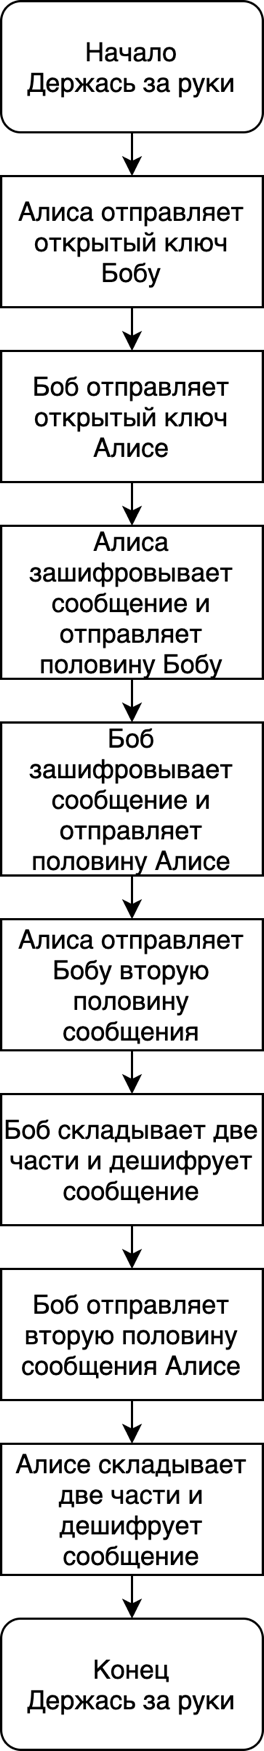 Начало
Держась за руки
Алиса отправляет
открытый ключ
Бобу
Боб отправляет
открытый ключ
Алисе
Алиса
зашифровывает
сообщение и
отправляет
половину Бобу
Боб
зашифровывает
сообщение и
отправляет
половину Алисе
Алиса отправляет
Бобу вторую
половину
сообщения
Боб складывает две
части и дешифрует
сообщение
Боб отправляет
вторую половину
сообщения Алисе
Алисе складывает
две части и
дешифрует
сообщение
Конец
Держась за руки